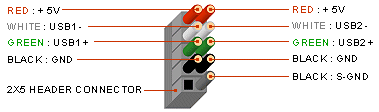 RED: + 5V
WHITE: USB1-
GREEN: USB1+
BLACK: GND
2X5 HEADER CONNECTOR
RED: + 5V
WHITE: USB2-
GREEN: USB2+
BLACK: GND
BLACK: S-GND